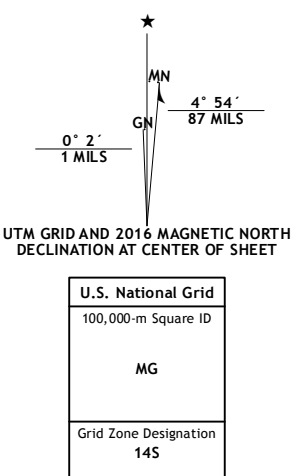 ★
MN
4° 54´
87 MILS
GN
0° 2´
1 MILS
UTM GRID AND 2016 MAGNETIC NORTH
DECLINATION AT CENTER OF SHEET
U.S. National Grid
100,000-m Square ID
MG
Grid Zone Designation
14S